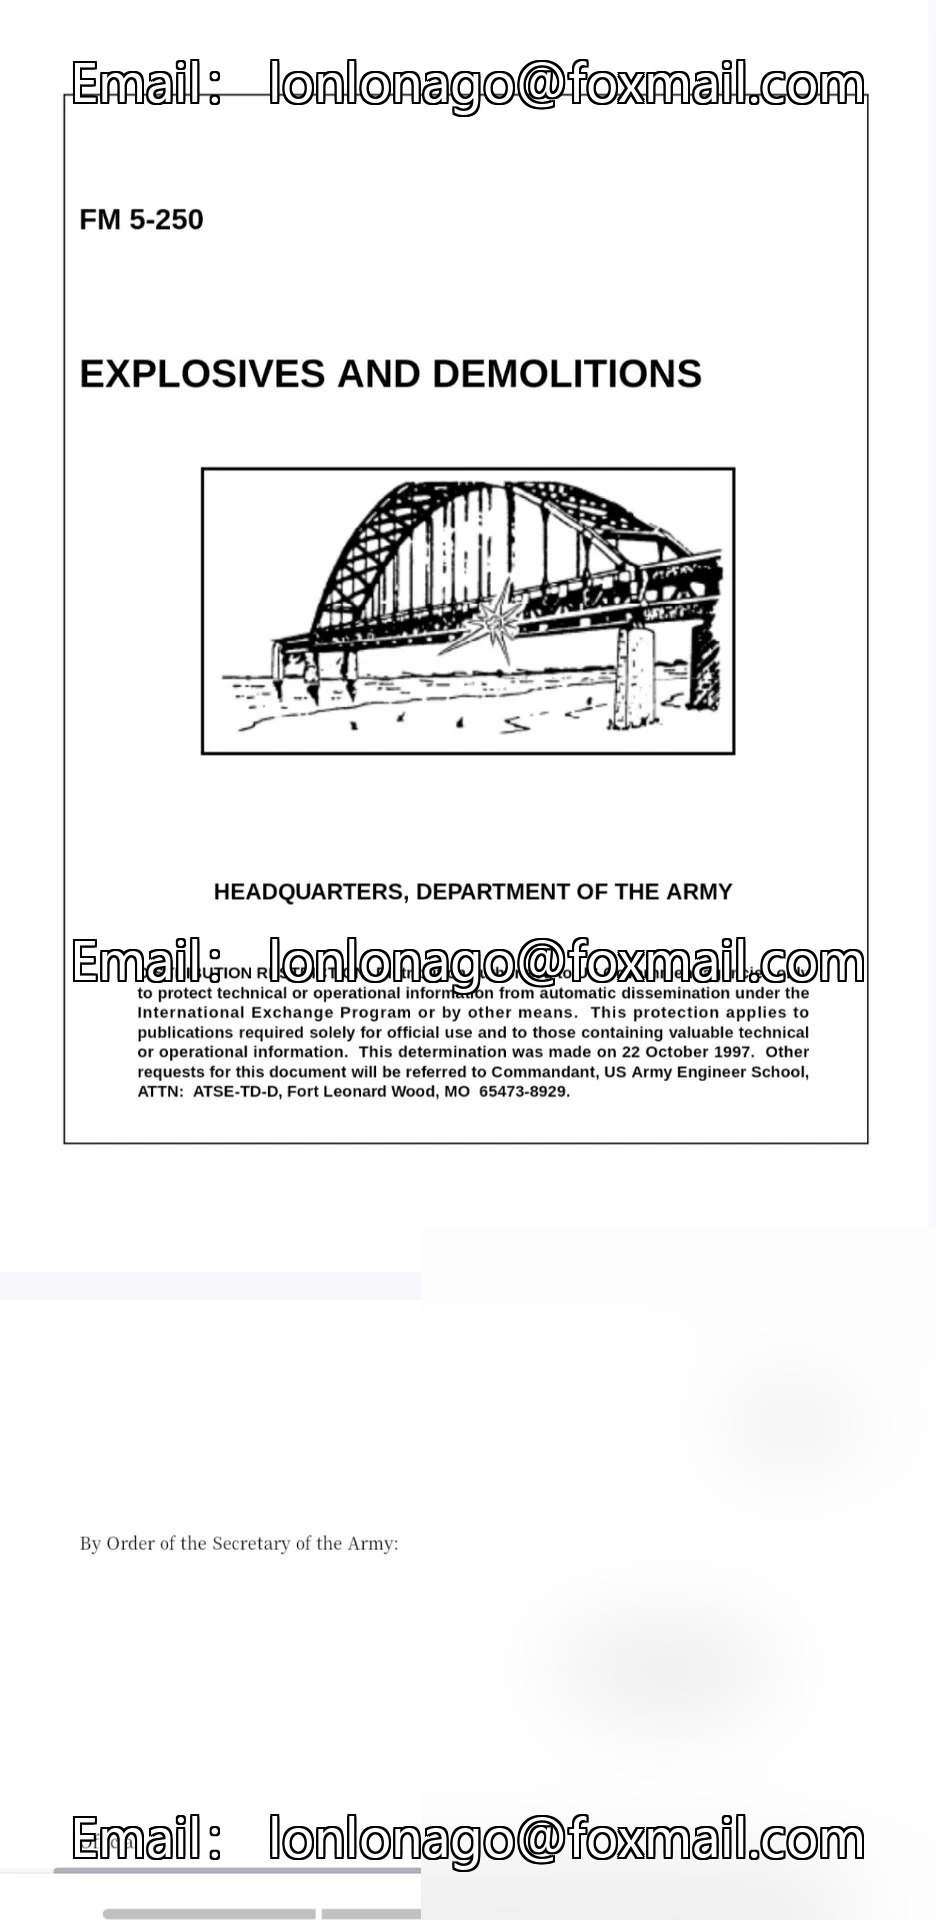 Email： lonlonago@foxmail.com
FM 5-250
EXPLOSIVES AND DEMOLITIONS
HEADQUARTERS, DEPARTMENT OF THE ARMY
Email： lonlonago@foxmail.com
to protect technical or operational information from automatic dissemination under the
International Exchange Program or by other means. This protection applies to
publications required solely for official use and to those containing valuable technical
or operational information. This determination was made on 22 October 1997. Other
requests for this document will be referred to Commandant, US Army Engineer School,
ATTN: ATSE-TD-D, Fort Leonard Wood, MO 65473-8929.
By Order of the Secretary of the Army:
Email： lonlonago@foxmail.com